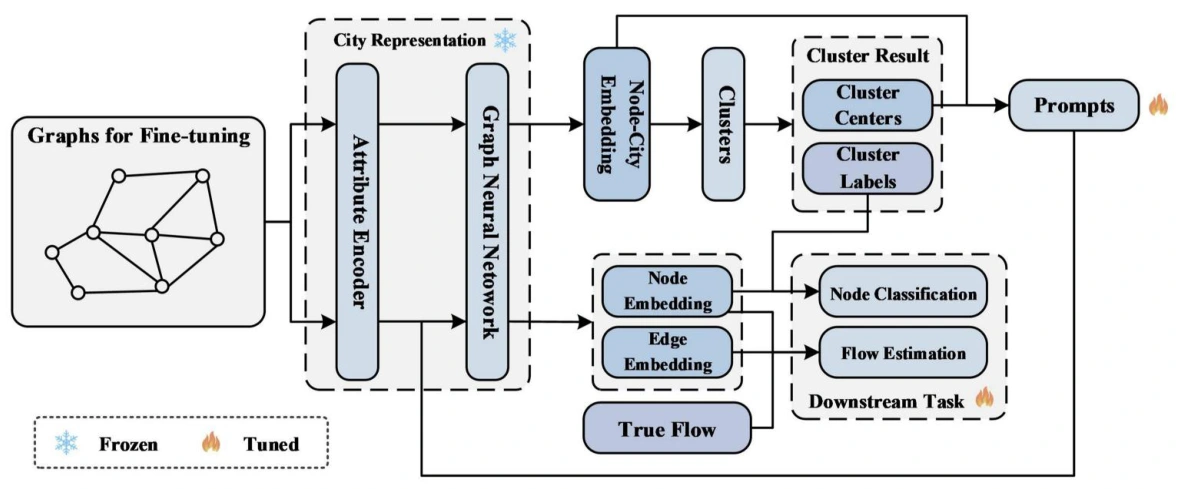 City Representation
Graphs for Fine-tuning
Attribute Encoder
Graph Neural Netowork
Node-City
Embedding
Clusters
Cluster Result
Cluster
Centers
Cluster
Labels
Prompts
Node
Embedding
Edge
Embedding
True Flow
Node Classification
Flow Estimation
Downstream Task
Frozen
Tuned